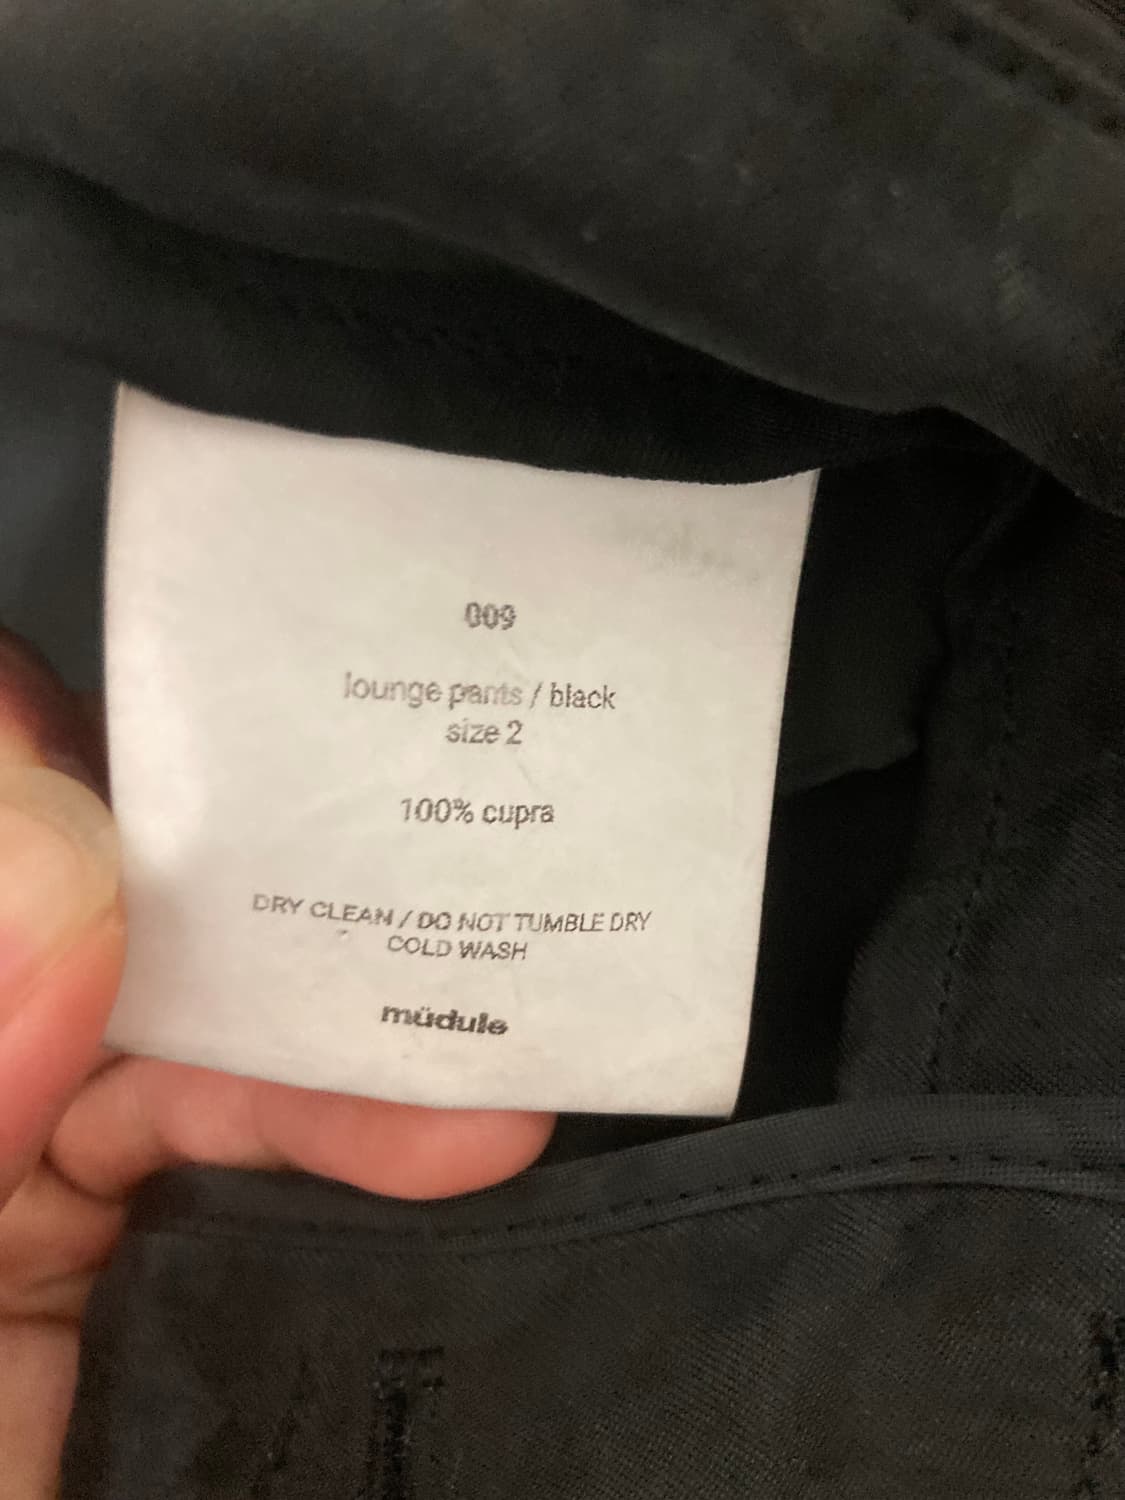 009
lounge pants / black
size 2
100% cupra
DRY CLEAN / DO NOT TUMBLE DRY
COLD WASH
müdule